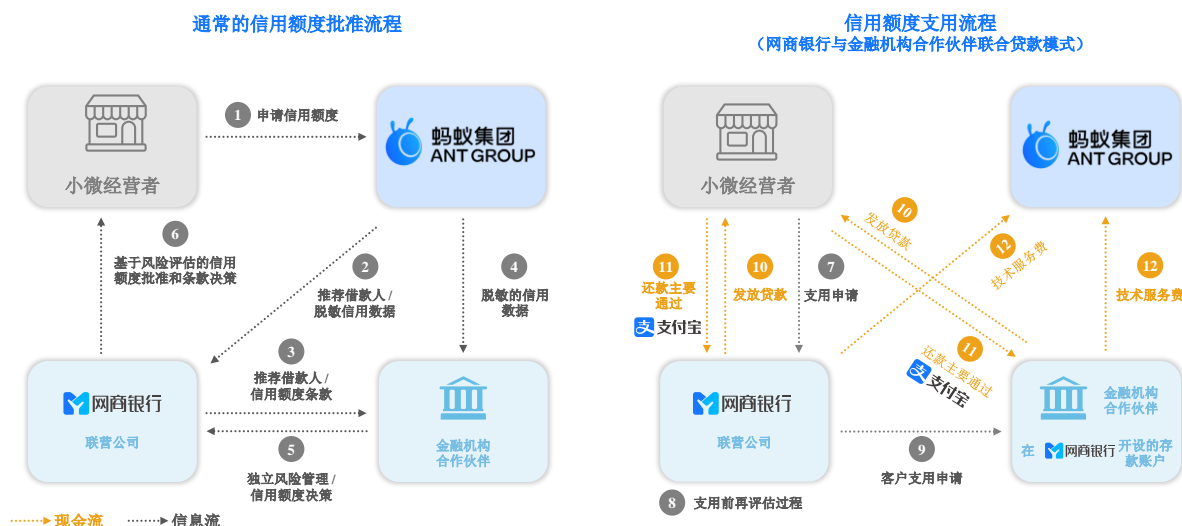 通常的信用额度批准流程
小微经营者
1 申请信用额度
蚂蚁集团
ANT GROUP
6
基于风险评估的信用
额度批准和条款决策
2
推荐借款人 /
脱敏信用数据
4
脱敏的信用
数据
3
推荐借款人 /
信用额度条款
网商银行
联营公司
5
独立风险管理 /
信用额度决策
金融机构
合作伙伴
现金流
信息流
信用额度支用流程
（网商银行与金融机构合作伙伴联合贷款模式）
小微经营者
蚂蚁集团
ANT GROUP
11
还款主要
通过
支付宝
10
发放贷款
7
支用申请
10
发放贷款
12
技术服务费
12
技术服务费
11
还款主要通过
支付宝
网商银行
联营公司
9
客户支用申请
金融机构
合作伙伴
在 网商银行 开设的存
款账户
8 支用前再评估过程